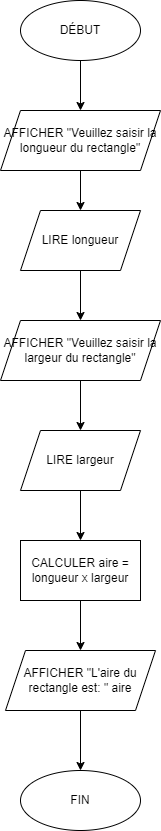 DÉBUT
AFFICHER "Veuillez saisir la
longueur du rectangle"
LIRE longueur
AFFICHER "Veuillez saisir la
largeur du rectangle"
LIRE largeur
CALCULER aire =
longueur x largeur
AFFICHER "L'aire du
rectangle est: " aire
FIN